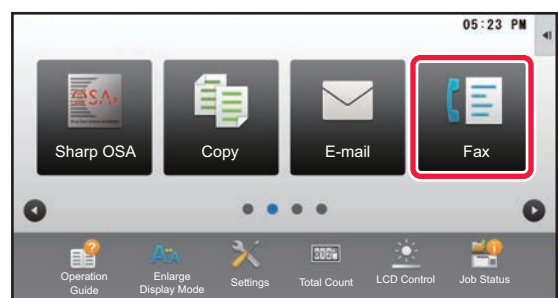 05:23 PM
OSA
Sharp OSA
Copy
E-mail
Fax
Operation
Guide
Enlarge
Display Mode
Settings
Total Count
LCD Control
Job Status